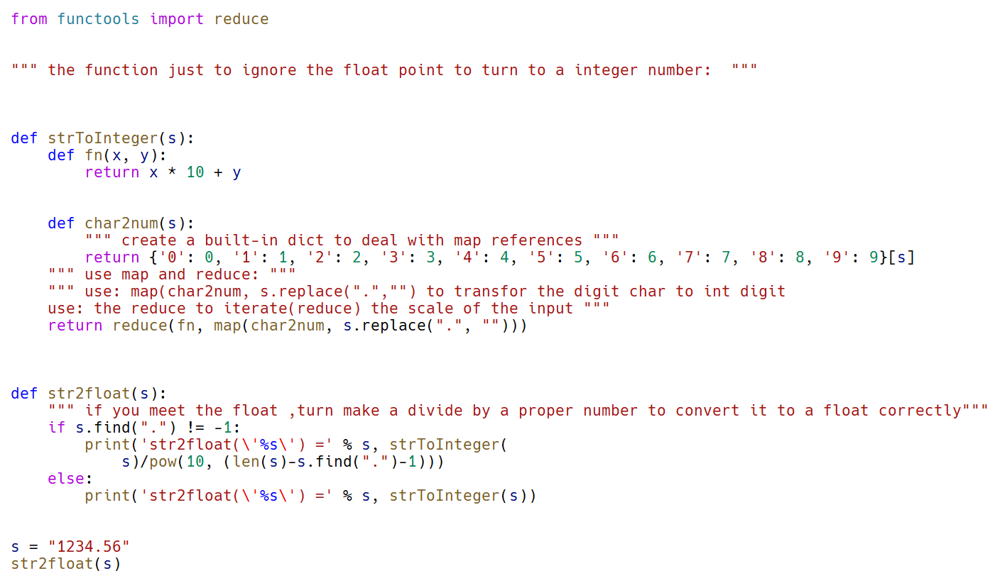 from functools import reduce
""" the function just to ignore the float point to turn to a integer number:  """
def strToInteger(s):
    def fn(x, y):
        return x * 10 + y
    def char2num(s):
        """ create a built-in dict to deal with map references """
        return {'0': 0, '1': 1, '2': 2, '3': 3, '4': 4, '5': 5, '6': 6, '7': 7, '8': 8, '9': 9}[s]
    """ use map and reduce: """
    """ use: map(char2num, s.replace(".","") to transfor the digit char to int digit
    use: the reduce to iterate(reduce) the scale of the input """
    return reduce(fn, map(char2num, s.replace(".", "")))
def str2float(s):
    """ if you meet the float ,turn make a divide by a proper number to convert it to a float correctly"""
    if s.find(".") != -1:
        print('str2float(\'%s\') =' % s, strToInteger(
            s)/pow(10, (len(s)-s.find(".")-1)))
    else:
        print('str2float(\'%s\') =' % s, strToInteger(s))
s = "1234.56"
str2float(s)